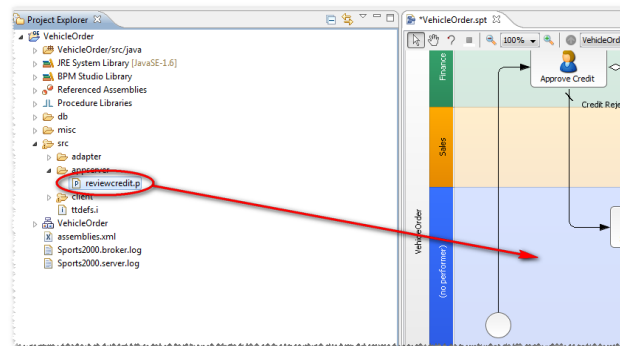 Project Explorer
VehicleOrder
VehicleOrder/src/java
JRE System Library [JavaSE-1.6]
BPM Studio Library
Referenced Assemblies
Procedure Libraries
db
misc
src
adapter
appserver
reviewcredit.p
client
ttdefs.i
VehicleOrder
assemblies.xml
Sports2000.broker.log
Sports2000.server.log
*VehicleOrder.spt
100%
VehicleOrd
Finance
Approve Credit
Credit Reje
Sales
VehicleOrder
(no performer)